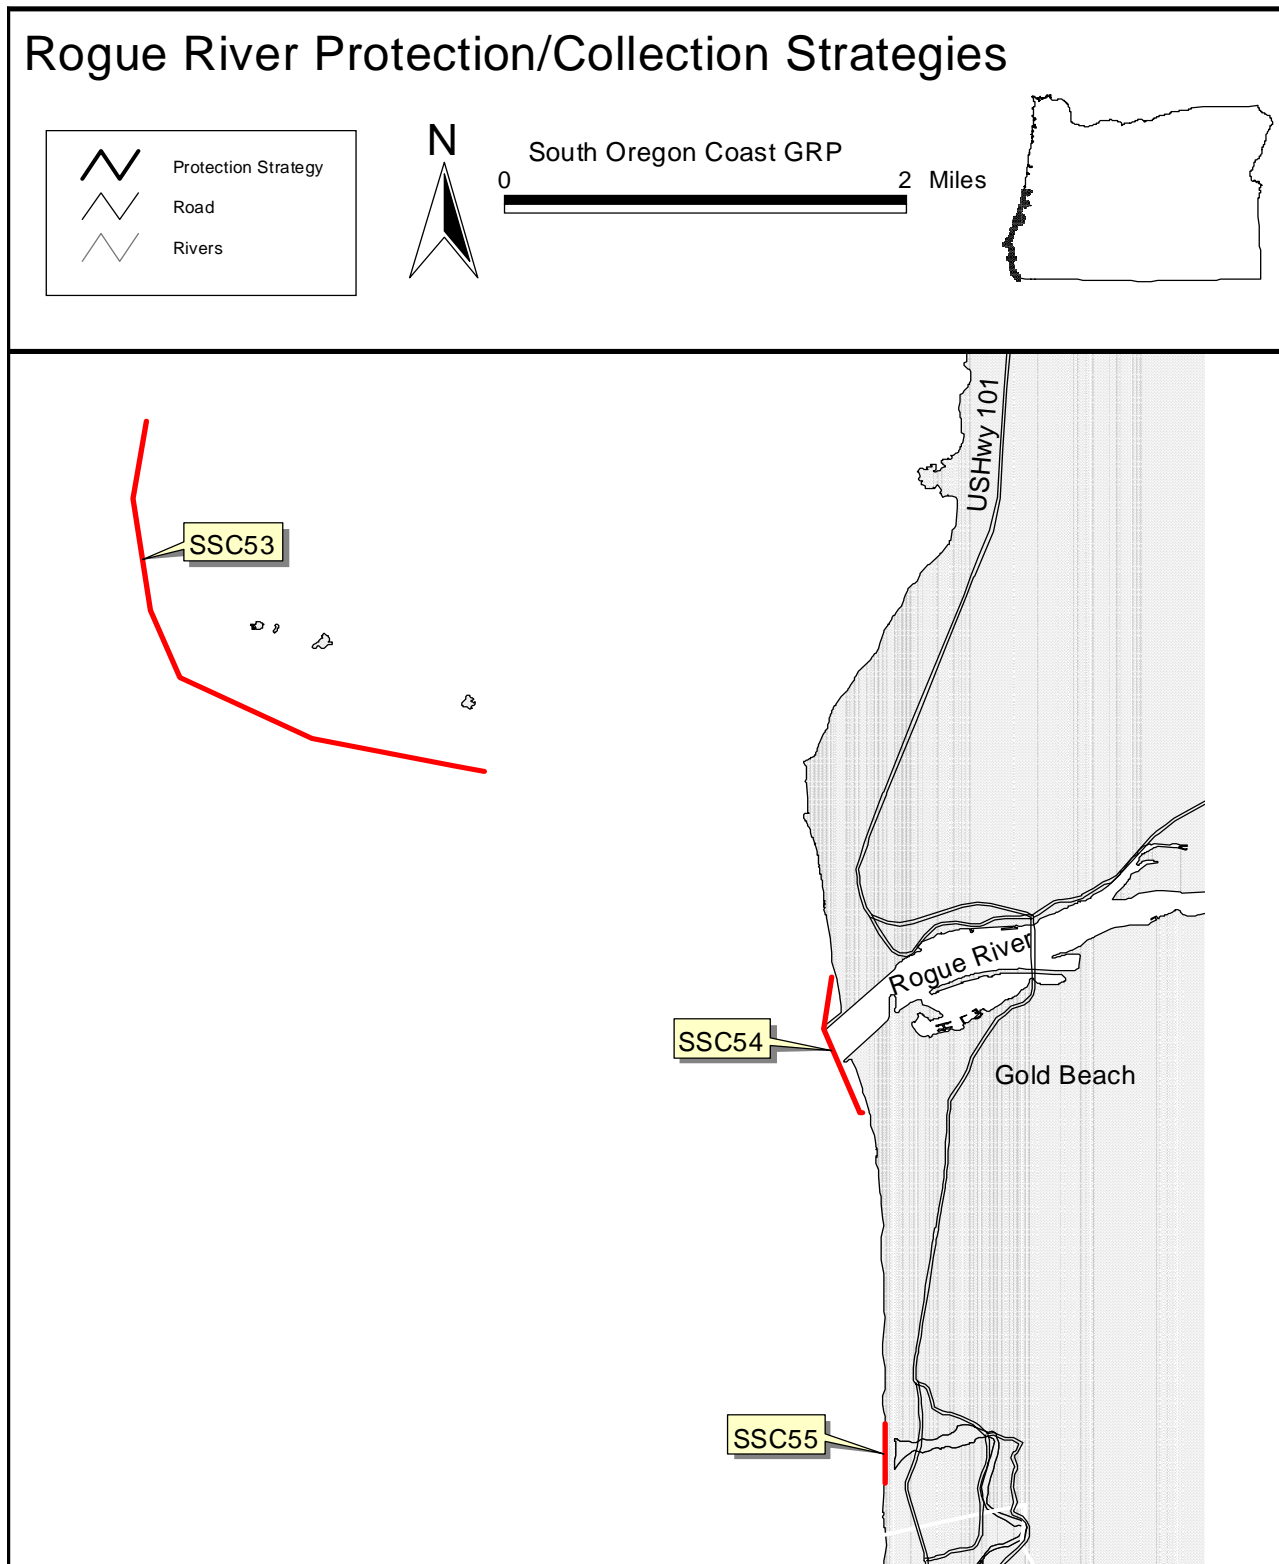 Rogue River Protection/Collection Strategies
Protection Strategy
Road
Rivers
N
South Oregon Coast GRP
0 2 Miles
USHwy 101
SSC53
Rogue River
SSC54
Gold Beach
SSC55